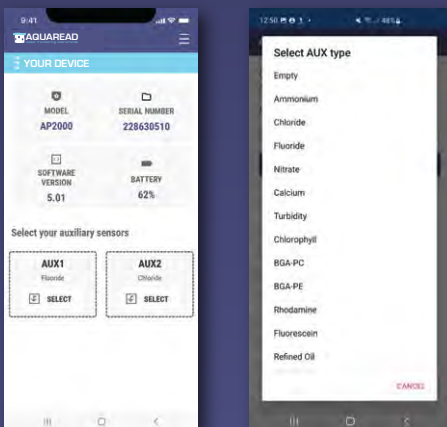 9:41
AQUAREAD
YOUR DEVICE
MODEL
AP2000
SERIAL NUMBER
228630510
SOFTWARE
VERSION
5.01
BATTERY
62%
Select your auxiliary sensors
AUX1
Fluoride
SELECT
AUX2
Chloride
SELECT
12:50
48%
Select AUX type
Empty
Ammonium
Chloride
Fluoride
Nitrate
Calcium
Turbidity
Chlorophyll
BGA-PC
BGA-PE
Rhodamine
Fluorescein
Refined Oil
CANCEL